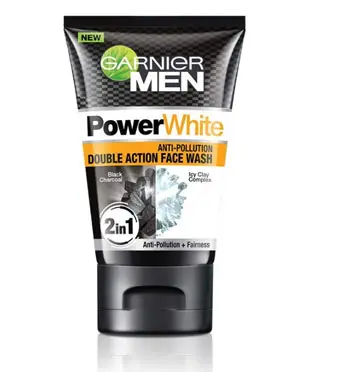 NEW
GARNIER
MEN
PowerWhite
ANTI-POLLUTION
DOUBLE ACTION FACE WASH
Black
Charcoal
Icy Clay
Complex
2in1
Anti-Pollution + Fairness